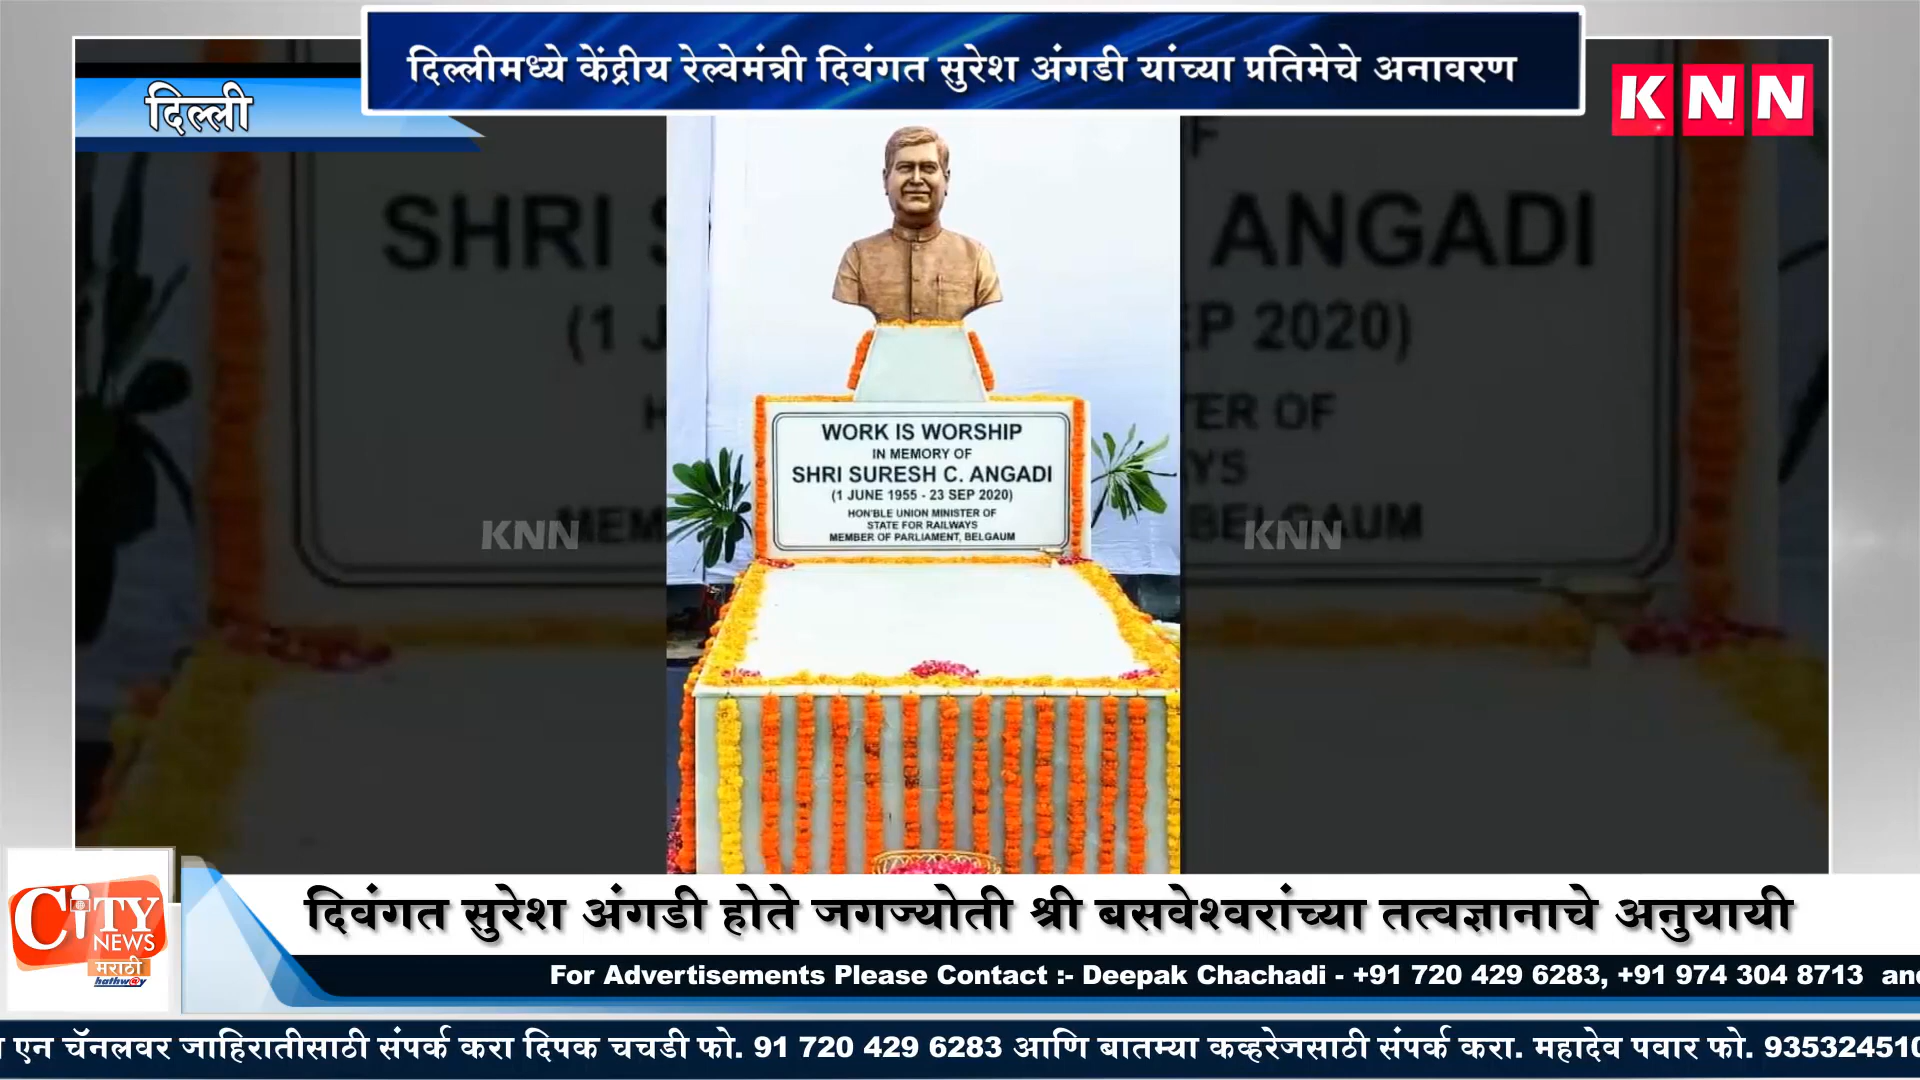 दिल्लीमध्ये केंद्रीय रेल्वेमंत्री दिवंगत सुरेश अंगडी यांच्या प्रतिमेचे अनावरण
दिल्ली
KNN
SHRI
ANGADI
2020)
WORK IS WORSHIP
IN MEMORY OF
SHRI SURESH C. ANGADI
(1 JUNE 1955 - 23 SEP 2020)
HON'BLE UNION MINISTER OF
STATE FOR RAILWAYS
MEMBER OF PARLIAMENT, BELGAUM
OF
BELGAUM
KNN
KNN
CITY
NEWS
मराठी
hathway
दिवंगत सुरेश अंगडी होते जगज्योती श्री बसवेश्वरांच्या तत्वज्ञानाचे अनुयायी
For Advertisements Please Contact :- Deepak Chachadi - +91 720 429 6283, +91 974 304 8713
एन चॅनलवर जाहिरातीसाठी संपर्क करा दिपक चचडी फो. 91 720 429 6283 आणि बातम्या कव्हरेजसाठी संपर्क करा. महादेव पवार फो. 935324510